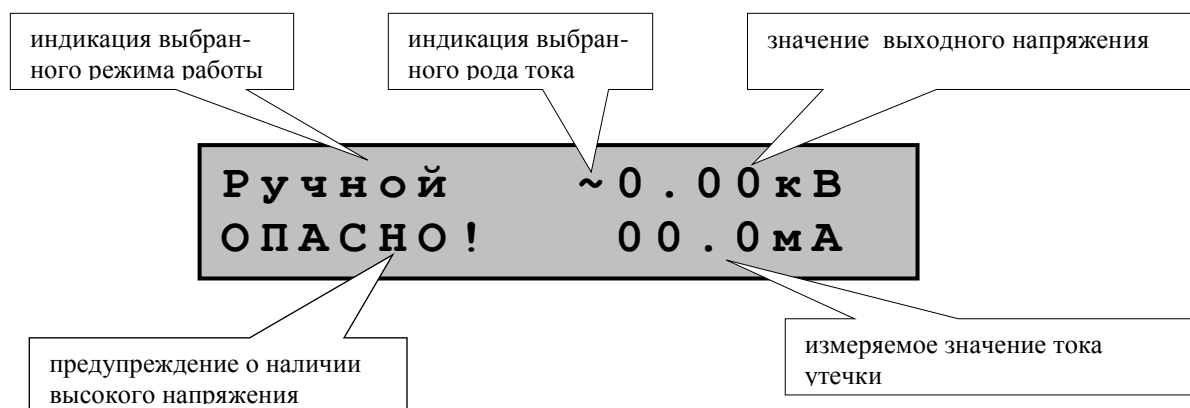 индикация выбран-
ного режима работы
индикация выбран-
ного рода тока
значение выходного напряжения
Ручной ~0.00кВ
ОПАСНО! 00.0мА
предупреждение о наличии
высокого напряжения
измеряемое значение тока
утечки